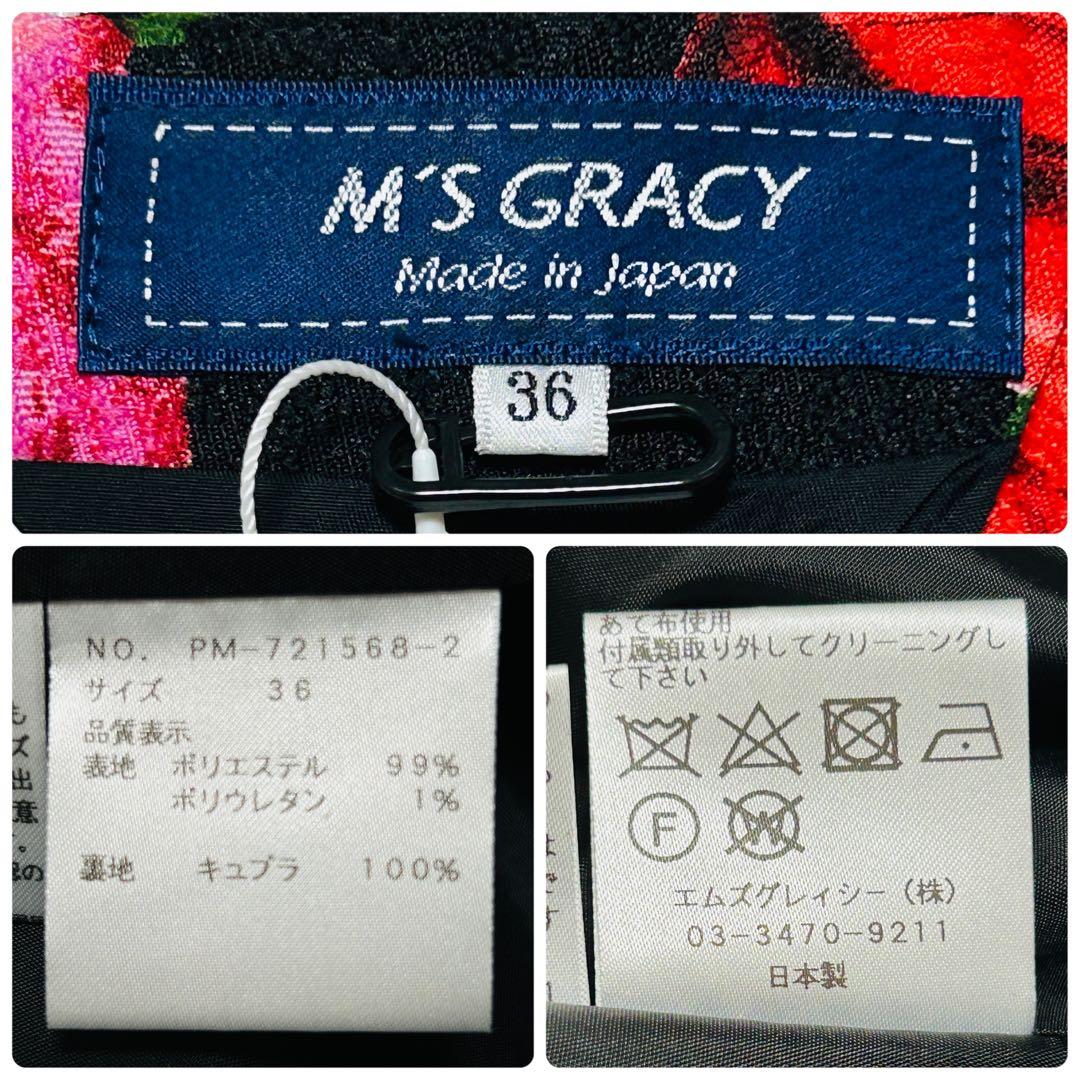 M'S GRACY
Made in Japan
36
NO. PM-721568-2
サイズ 36
品質表示
表地 ポリエステル 99%
ポリウレタン 1%
裏地 キュプラ 100%
あて布使用
付属類取り外してクリーニングし
て下さい
F
W
エムズグレイシー(株)
03-3470-9211
日本製